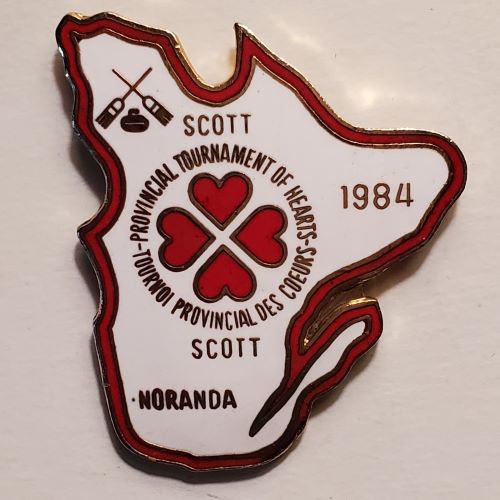 SCOTT
1984
-PROVINCIAL TOURNAMENT OF HEARTS-
TOURNOI PROVINCIAL DES COEURS
SCOTT
·NORANDA